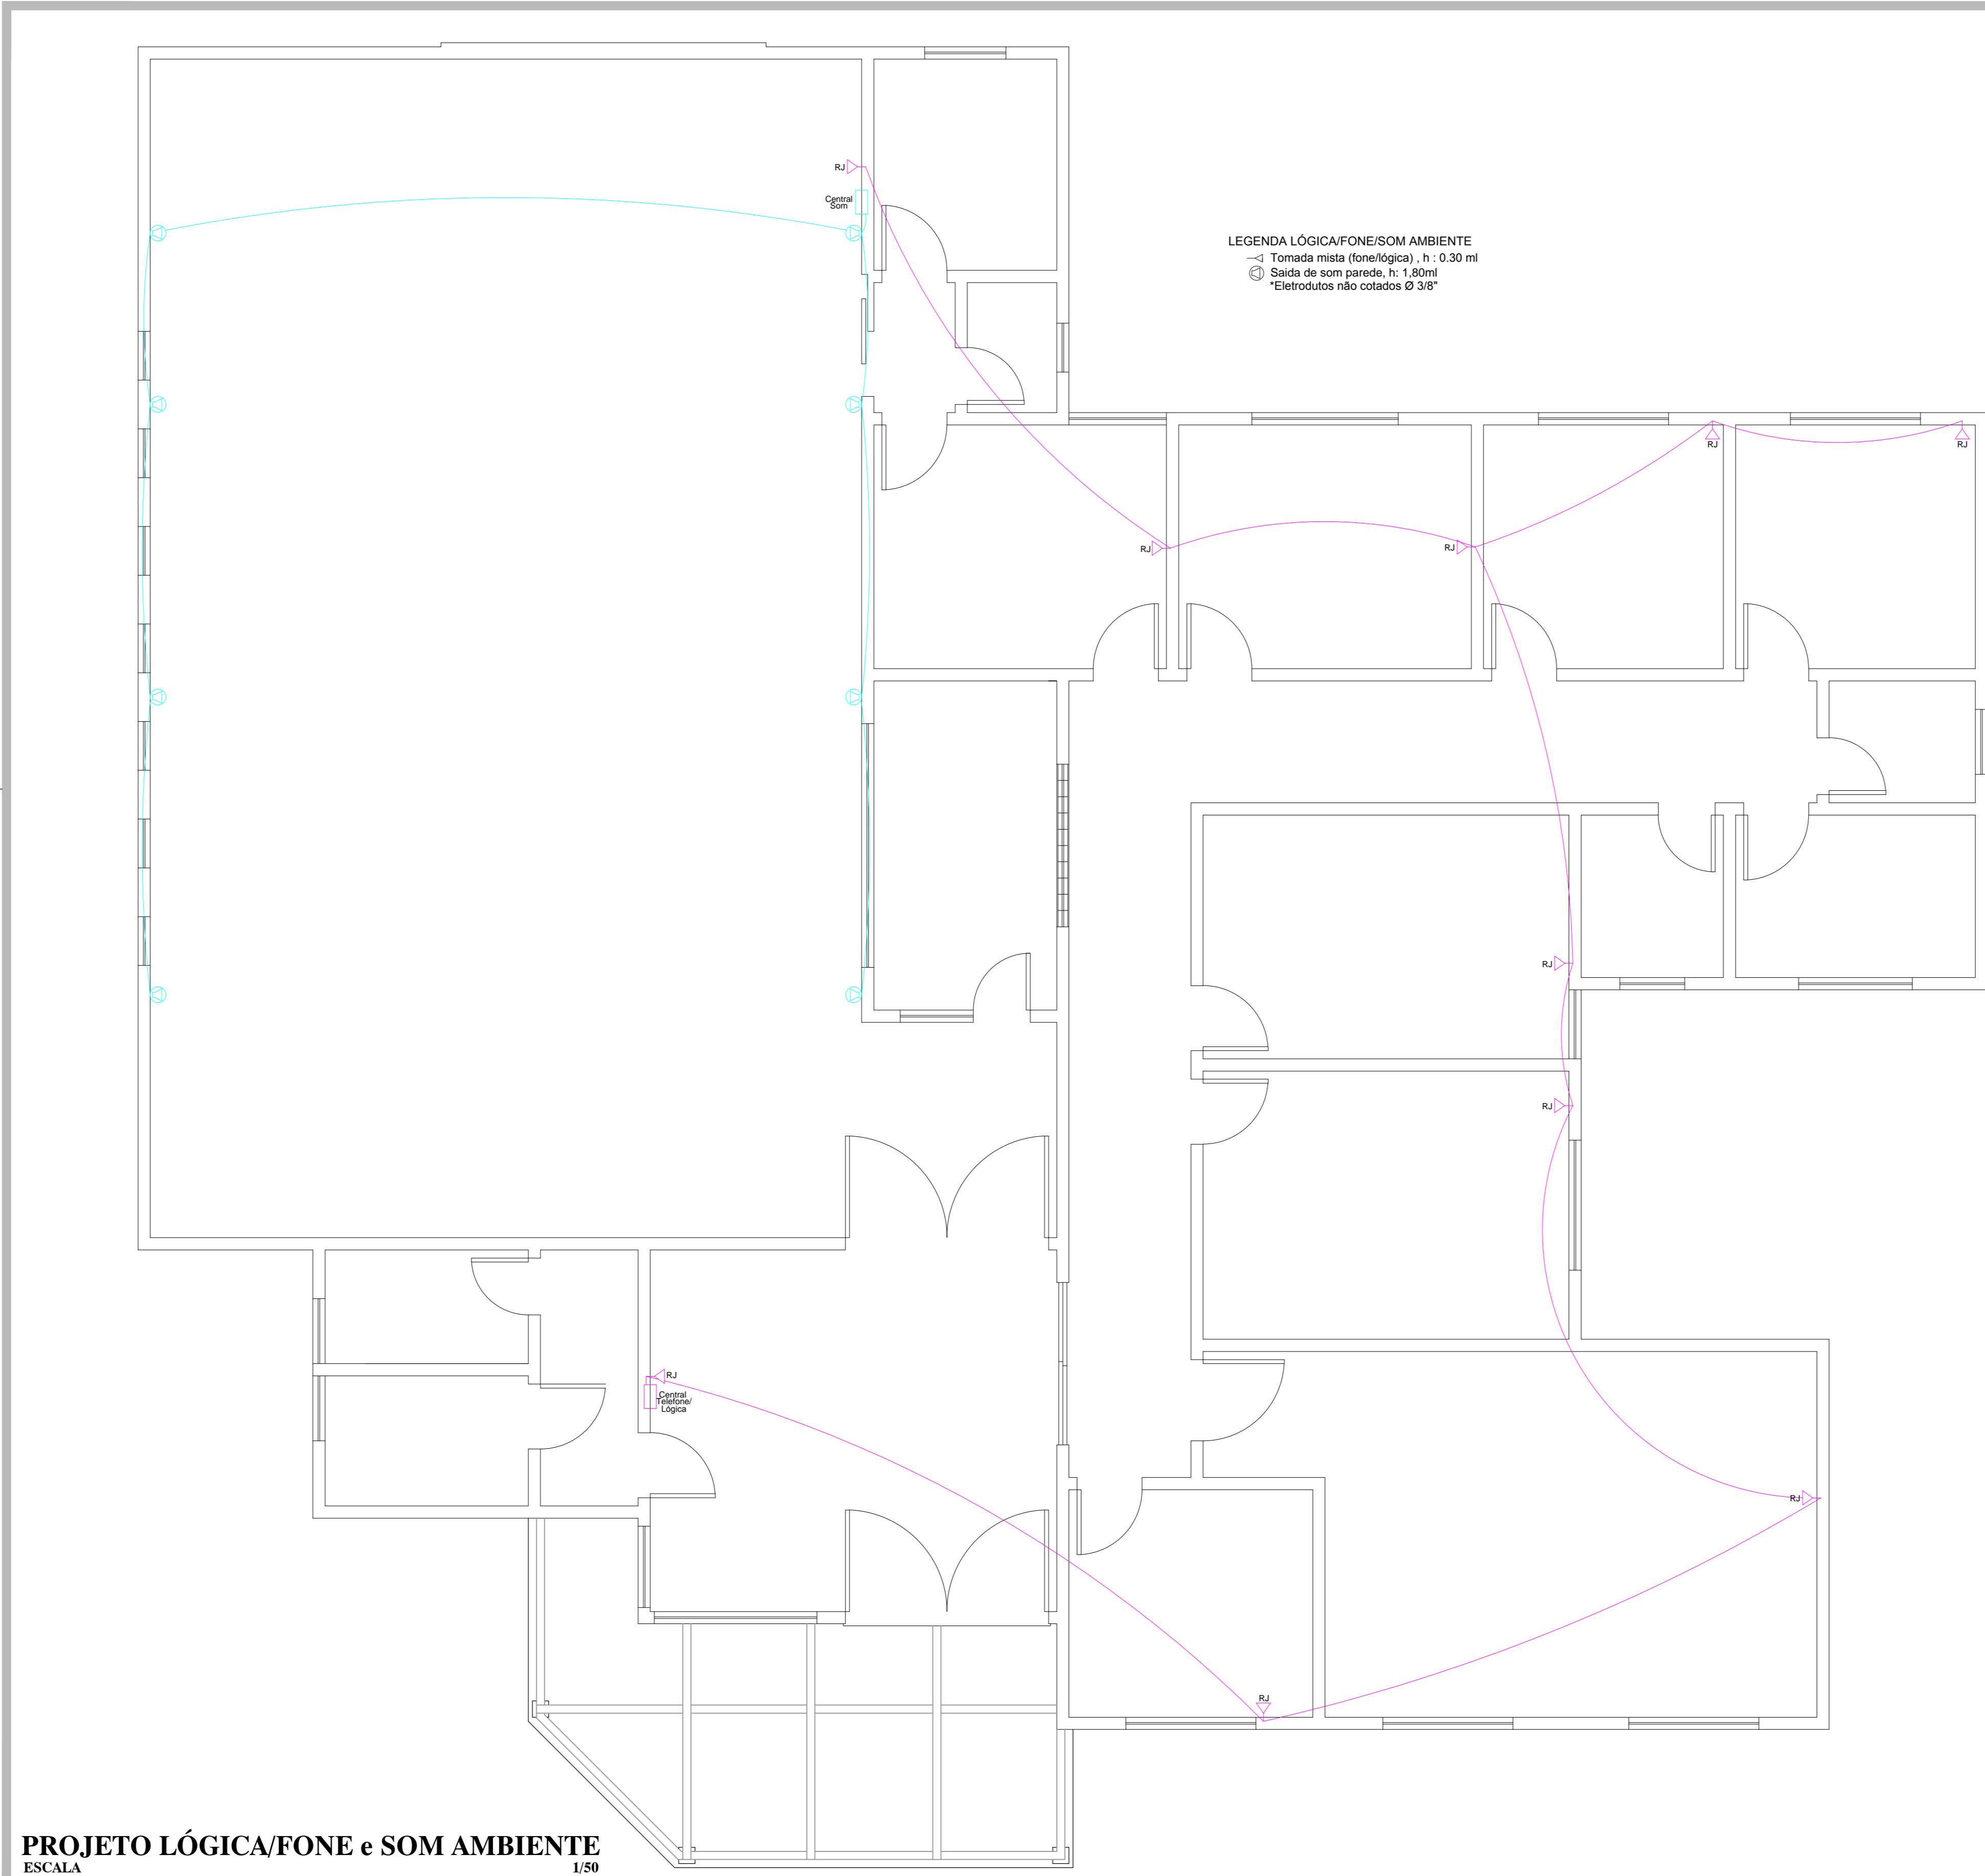 RJ
Central
Som
LEGENDA LÓGICA/FONE/SOM AMBIENTE
Tomada mista (fone/lógica) , h : 0.30 ml
Saida de som parede, h: 1,80ml
*Eletrodutos não cotados Ø 3/8"
RJ
RJ
RJ
RJ
RJ
RJ
RJ
Central
Telefone/
Lógica
RJ
RJ
PROJETO LÓGICA/FONE e SOM AMBIENTE
ESCALA 1/50